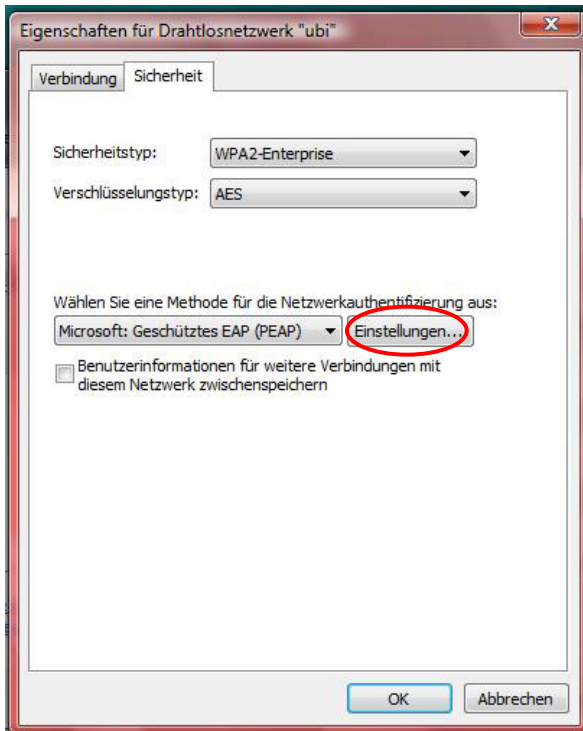 Eigenschaften für Drahtlosnetzwerk "ubi"
Verbindung Sicherheit
Sicherheitstyp: WPA2-Enterprise
Verschlüsselungstyp: AES
Wählen Sie eine Methode für die Netzwerkauthentifizierung aus:
Microsoft: Geschütztes EAP (PEAP) Einstellungen...
Benutzerinformationen für weitere Verbindungen mit
diesem Netzwerk zwischenspeichern
OK Abbrechen